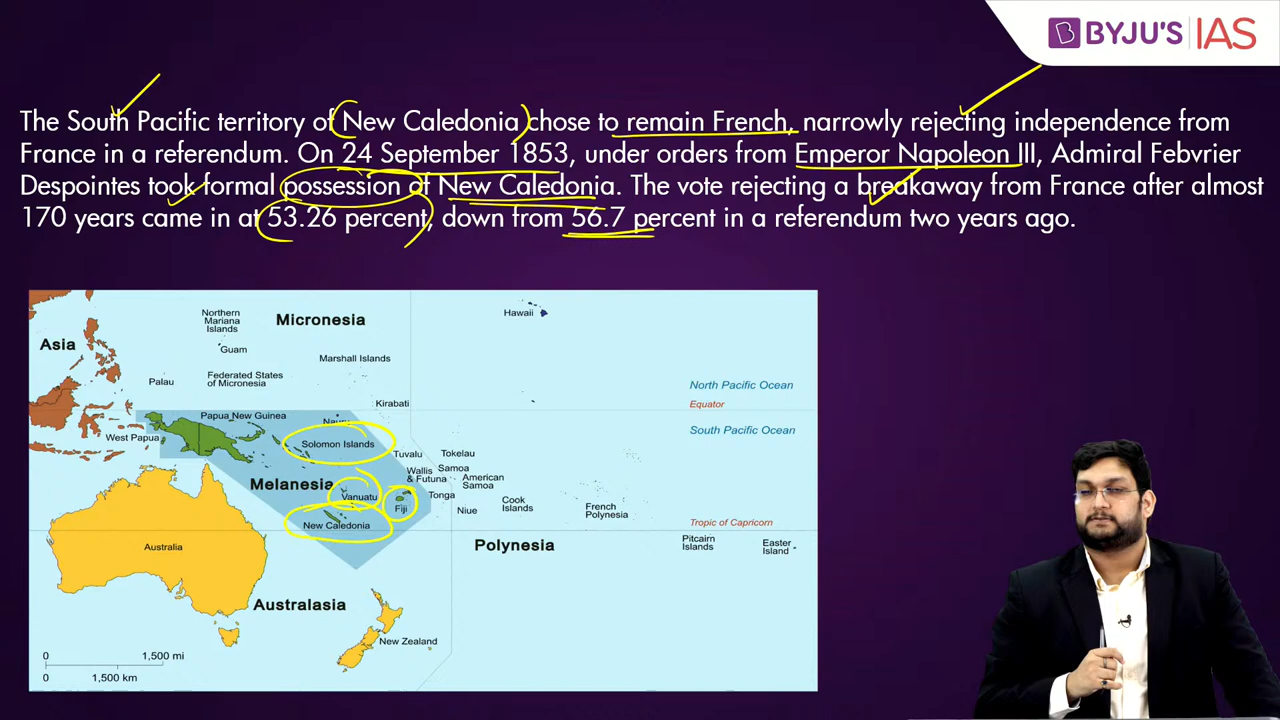 BYJU'S IAS
The South Pacific territory of New Caledonia chose to remain French, narrowly rejecting independence from
France in a referendum. On 24 September 1853, under orders from Emperor Napoleon III, Admiral Febvrier
Despointes took formal possession of New Caledonia. The vote rejecting a breakaway from France after almost
170 years came in at 53.26 percent, down from 56.7 percent in a referendum two years ago.
Northern
Mariana
Islands
Micronesia
Hawaii
Asia
Guam
Marshall Islands
Palau
Federated States
of Micronesia
North Pacific Ocean
Kirabati
Equator
Papua New Guinea
Nauru
South Pacific Ocean
West Papua
Solomon Islands
Tuvalu
Tokelau
Wallis
& Futuna
Samoa
American
Samoa
Melanesia
Vanuatu
Fiji
Tonga
Niue
Cook
Islands
French
Polynesia
New Caledonia
Tropic of Capricorn
Australia
Polynesia
Pitcairn
Islands
Easter
Island
Australasia
New Zealand
0 1,500 mi
0 1,500 km